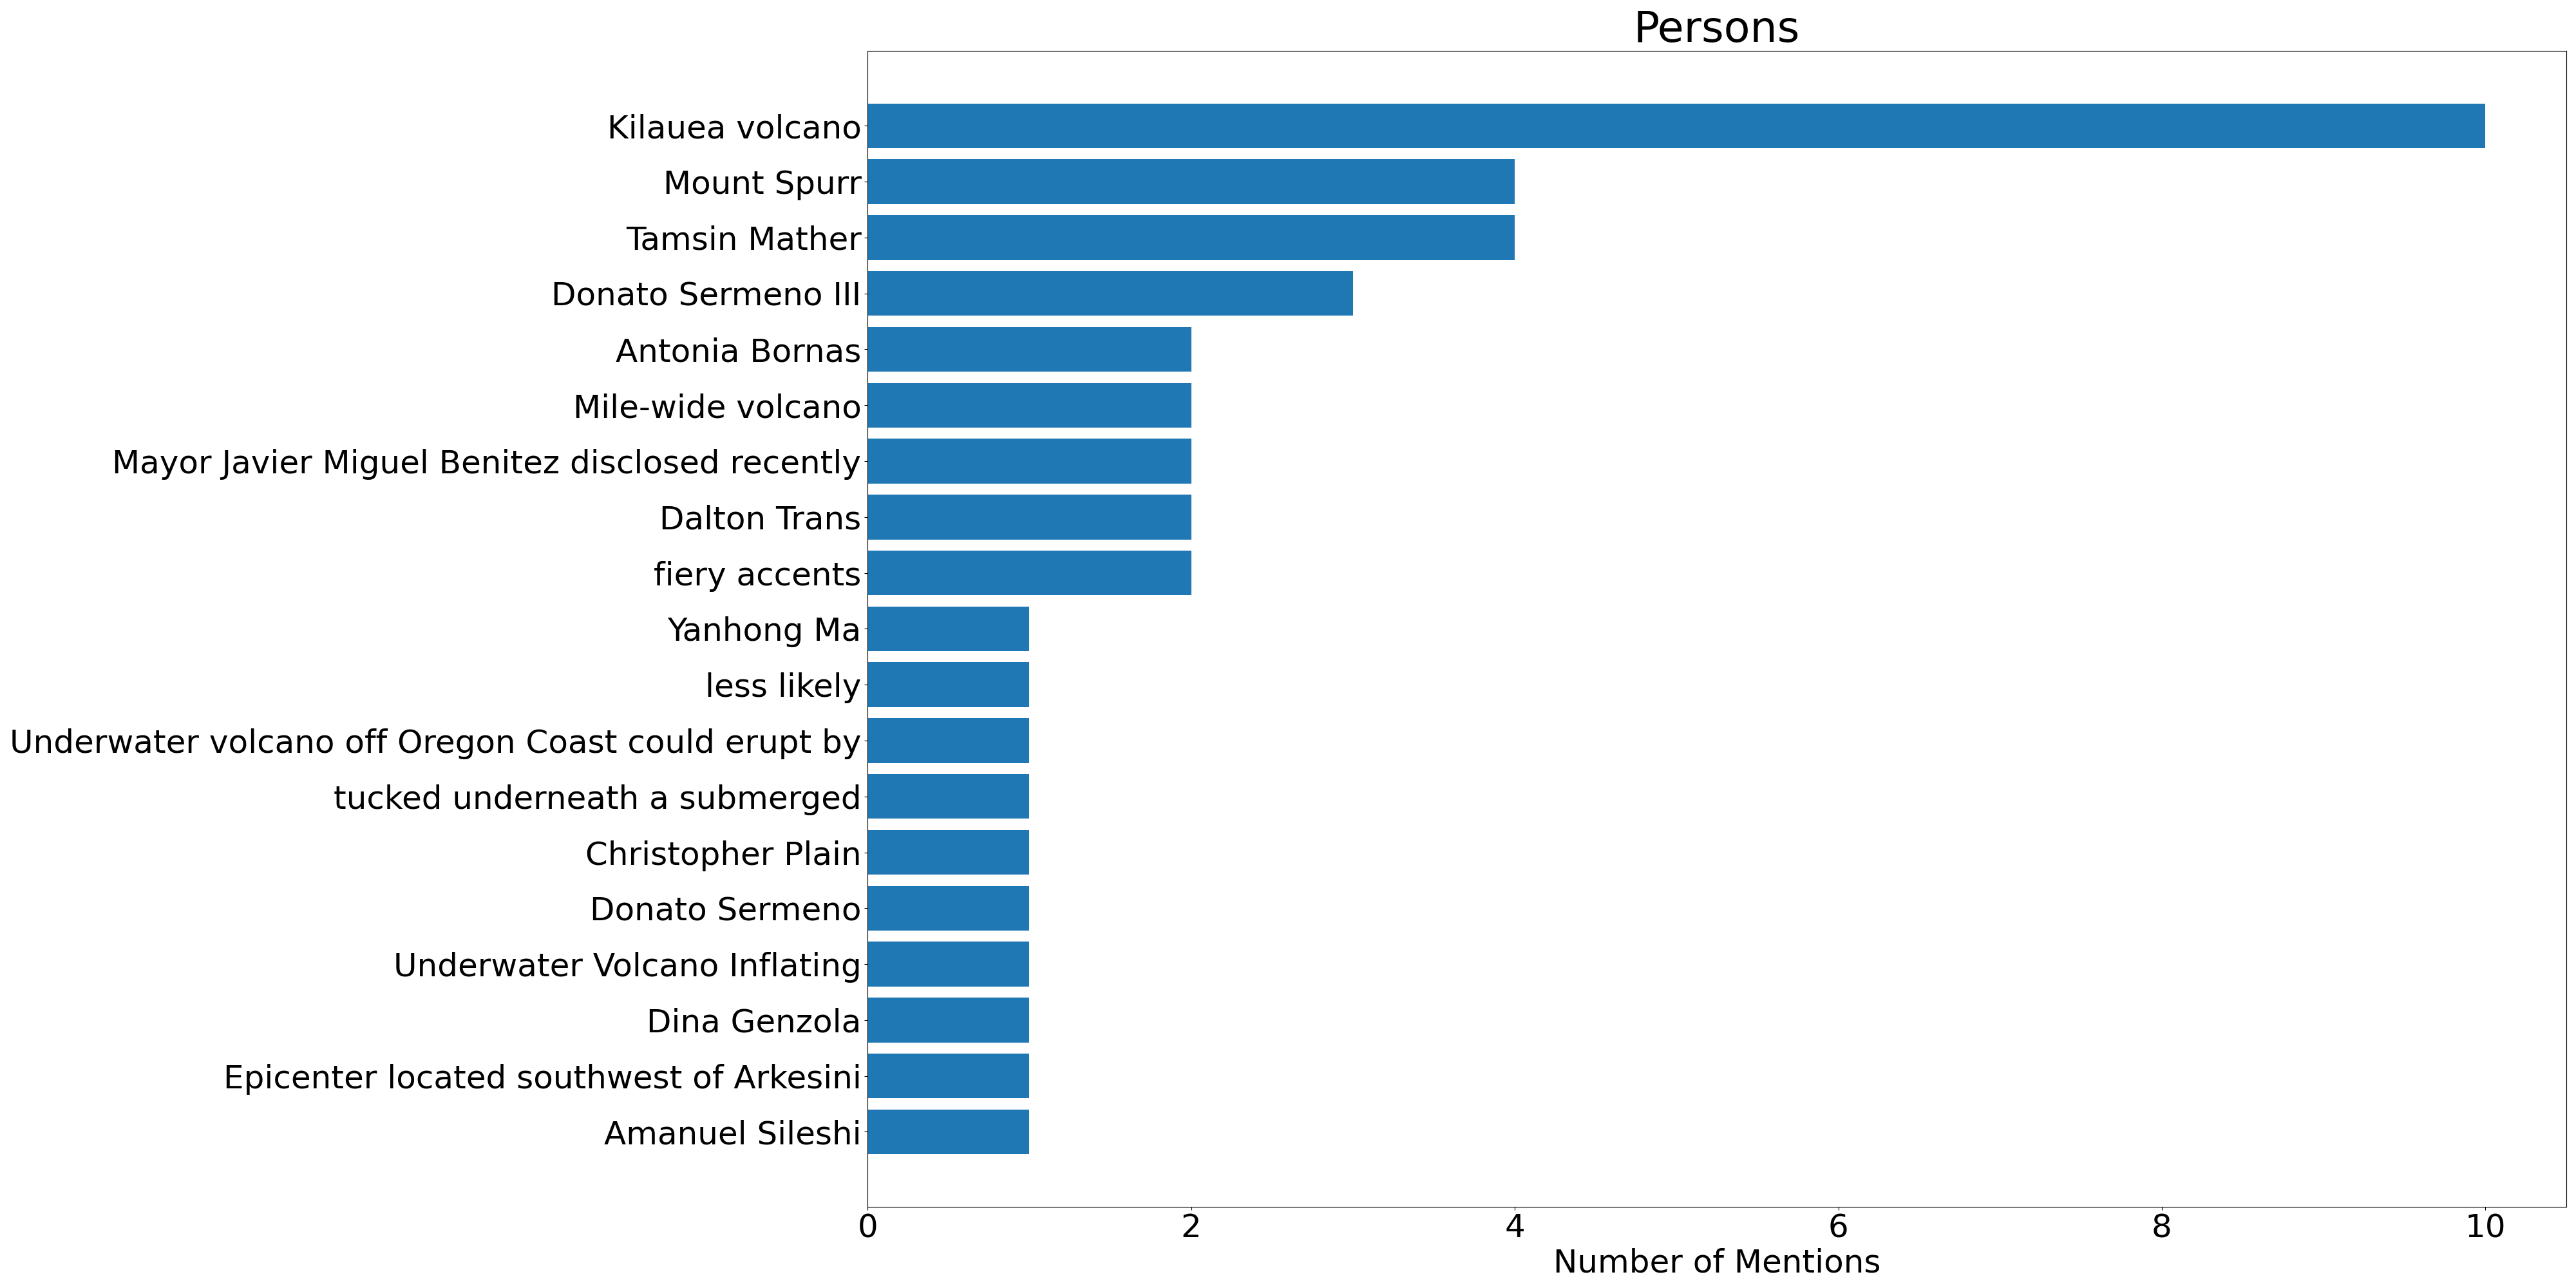 Persons
Kilauea volcano
Mount Spurr
Tamsin Mather
Donato Sermeno III
Antonia Bornas
Mile-wide volcano
Mayor Javier Miguel Benitez disclosed recently
Dalton Trans
fiery accents
Yanhong Ma
less likely
Underwater volcano off Oregon Coast could erupt by
tucked underneath a submerged
Christopher Plain
Donato Sermeno
Underwater Volcano Inflating
Dina Genzola
Epicenter located southwest of Arkesini
Amanuel Sileshi
0 2 4 6 8 10
Number of Mentions